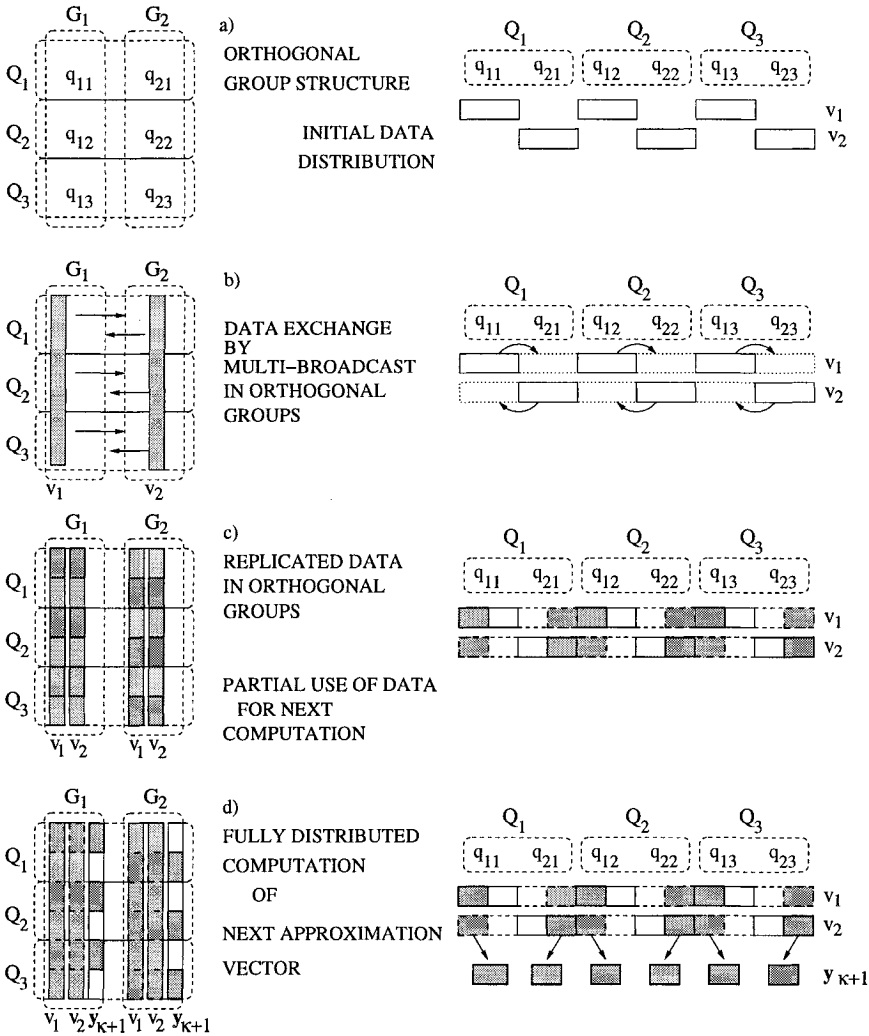 G1 G2
a)
Q1 q11 q21
Q2 q12 q22
Q3 q13 q23
ORTHOGONAL
GROUP STRUCTURE
INITIAL DATA
DISTRIBUTION
Q1 Q2 Q3
q11 q21 q12 q22 q13 q23
v1
v2
G1 G2
b)
Q1
Q2
Q3
v1 v2
DATA EXCHANGE
BY
MULTI–BROADCAST
IN ORTHOGONAL
GROUPS
Q1 Q2 Q3
q11 q21 q12 q22 q13 q23
v1
v2
G1 G2
c)
Q1
Q2
Q3
v1 v2 v1 v2
REPLICATED DATA
IN ORTHOGONAL
GROUPS
PARTIAL USE OF DATA
FOR NEXT
COMPUTATION
Q1 Q2 Q3
q11 q21 q12 q22 q13 q23
v1
v2
G1 G2
d)
Q1
Q2
Q3
v1 v2 yκ+1 v1 v2 yκ+1
FULLY DISTRIBUTED
COMPUTATION
OF
NEXT APPROXIMATION
VECTOR
Q1 Q2 Q3
q11 q21 q12 q22 q13 q23
v1
v2
yκ+1